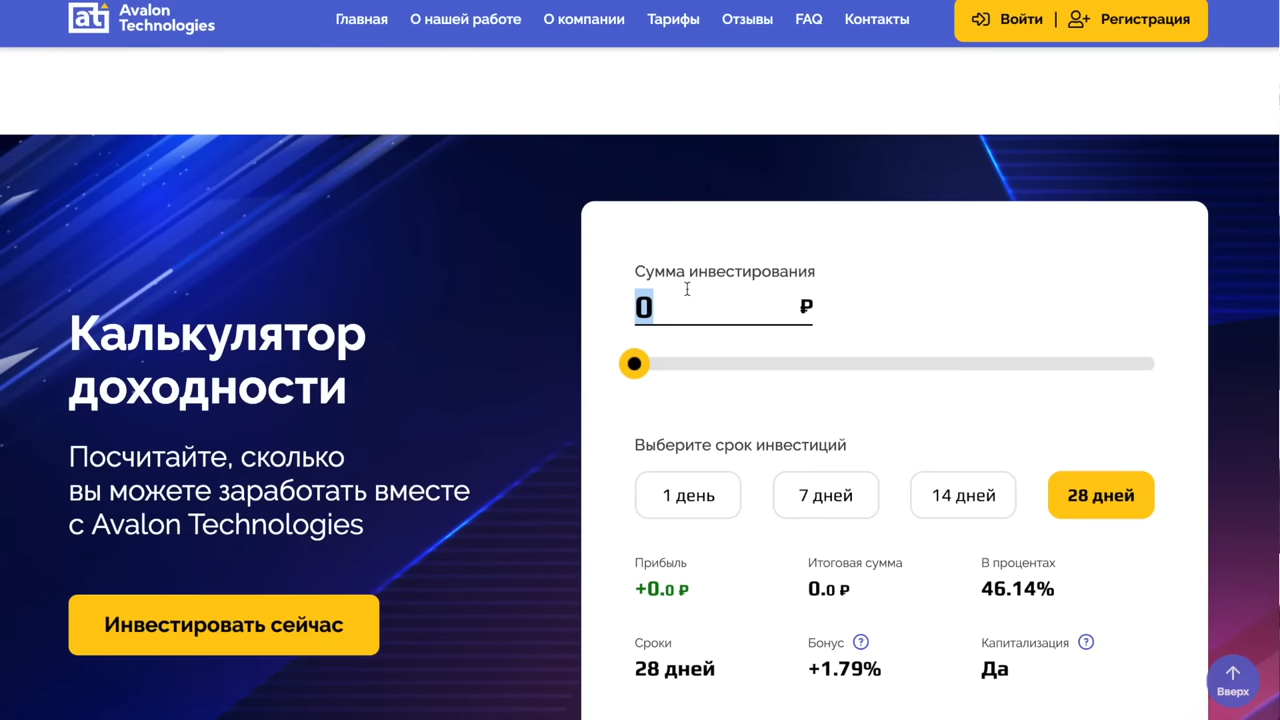 ati Avalon
Technologies
Главная О нашей работе О компании Тарифы Отзывы FAQ Контакты
Войти | Регистрация
Калькулятор
доходности
Посчитайте, сколько
вы можете заработать вместе
с Avalon Technologies
Инвестировать сейчас
Сумма инвестирования
0 ₽
Выберите срок инвестиций
1 день 7 дней 14 дней 28 дней
Прибыль Итоговая сумма В процентах
+0.0 ₽ 0.0 ₽ 46.14%
Сроки Бонус ? Капитализация ?
28 дней +1.79% Да
Вверх